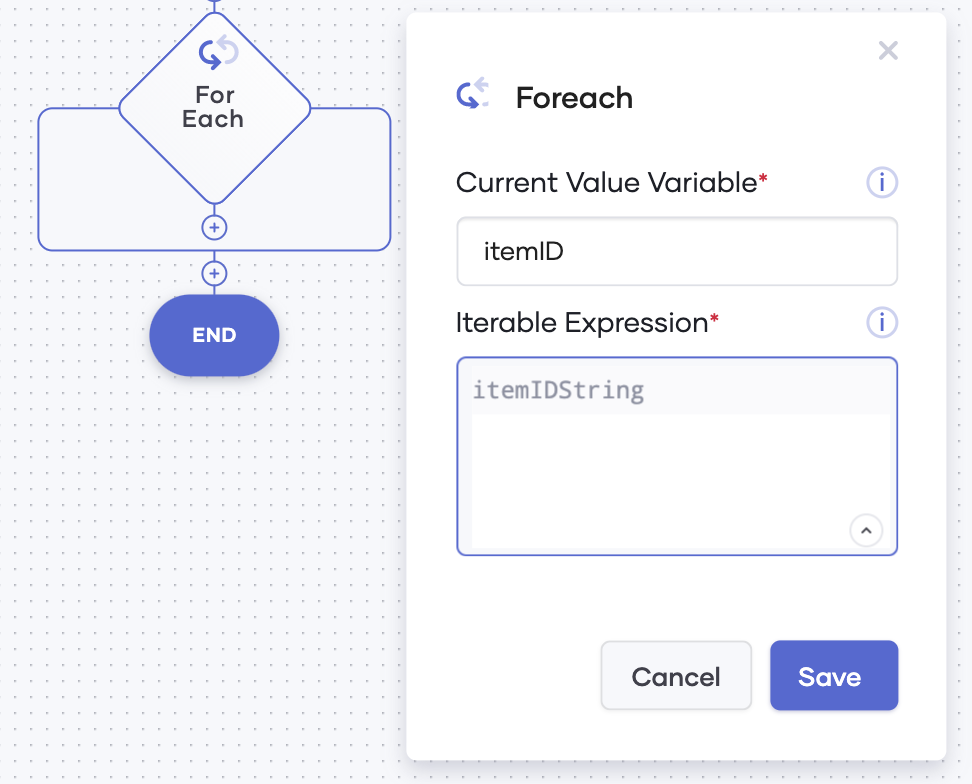 For
Each
END
Foreach
Current Value Variable*
itemID
Iterable Expression*
itemIDString
Cancel
Save